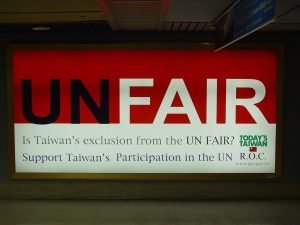 UNFAIR
Is Taiwan's exclusion from the UN FAIR?
Support Taiwan's Participation in the UN
TODAY'S
TAIWAN
R.O.C.